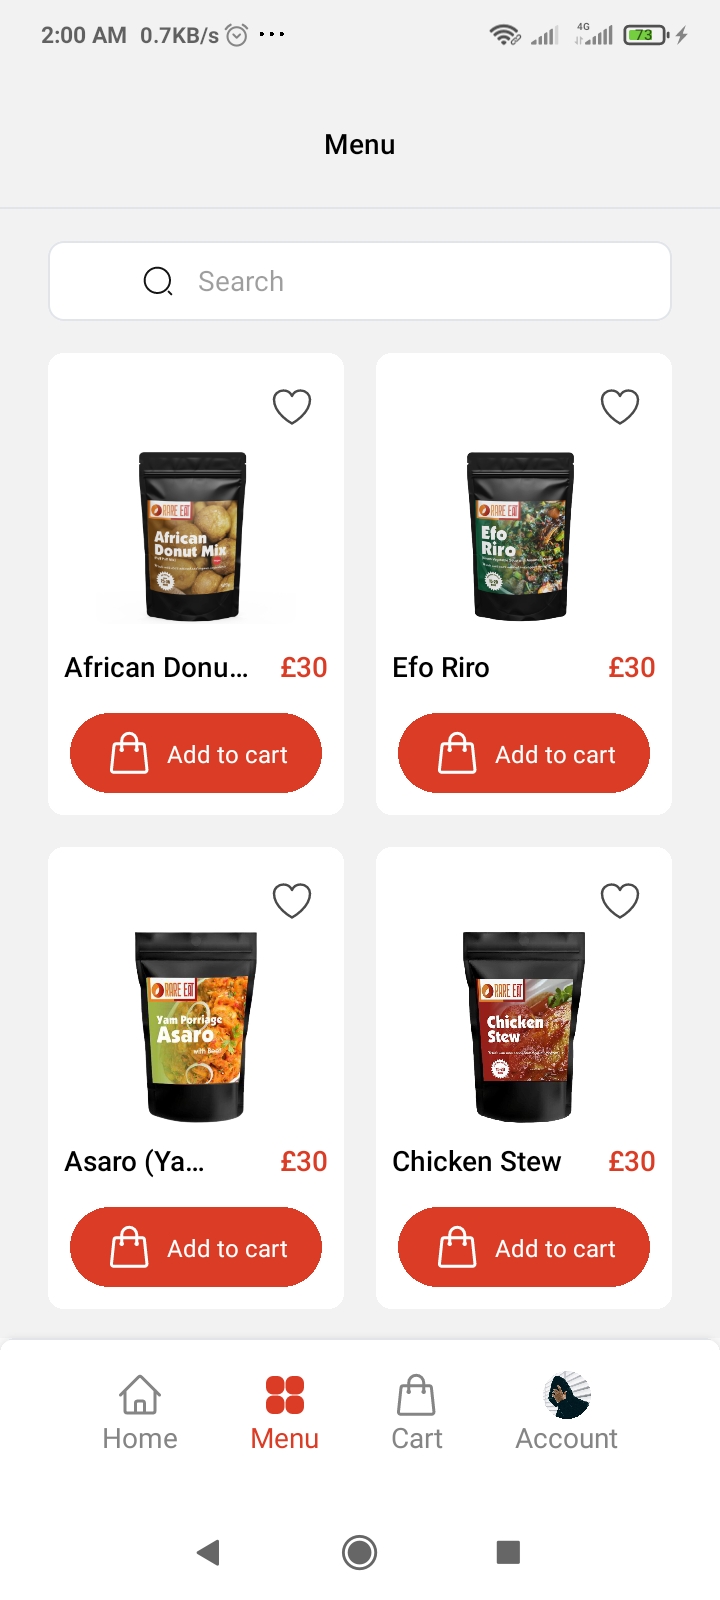 2:00 AM 0.7KB/s ...
4G
73
Menu
Search
RARE EAT
African
Donut Mix
African Donu... £30
Add to cart
RARE EAT
Efo
Riro
Efo Riro £30
Add to cart
RARE EAT
Yam Porriage
Asaro
with Beef
Asaro (Ya... £30
Add to cart
RARE EAT
Chicken
Stew
Chicken Stew £30
Add to cart
Home
Menu
Cart
Account